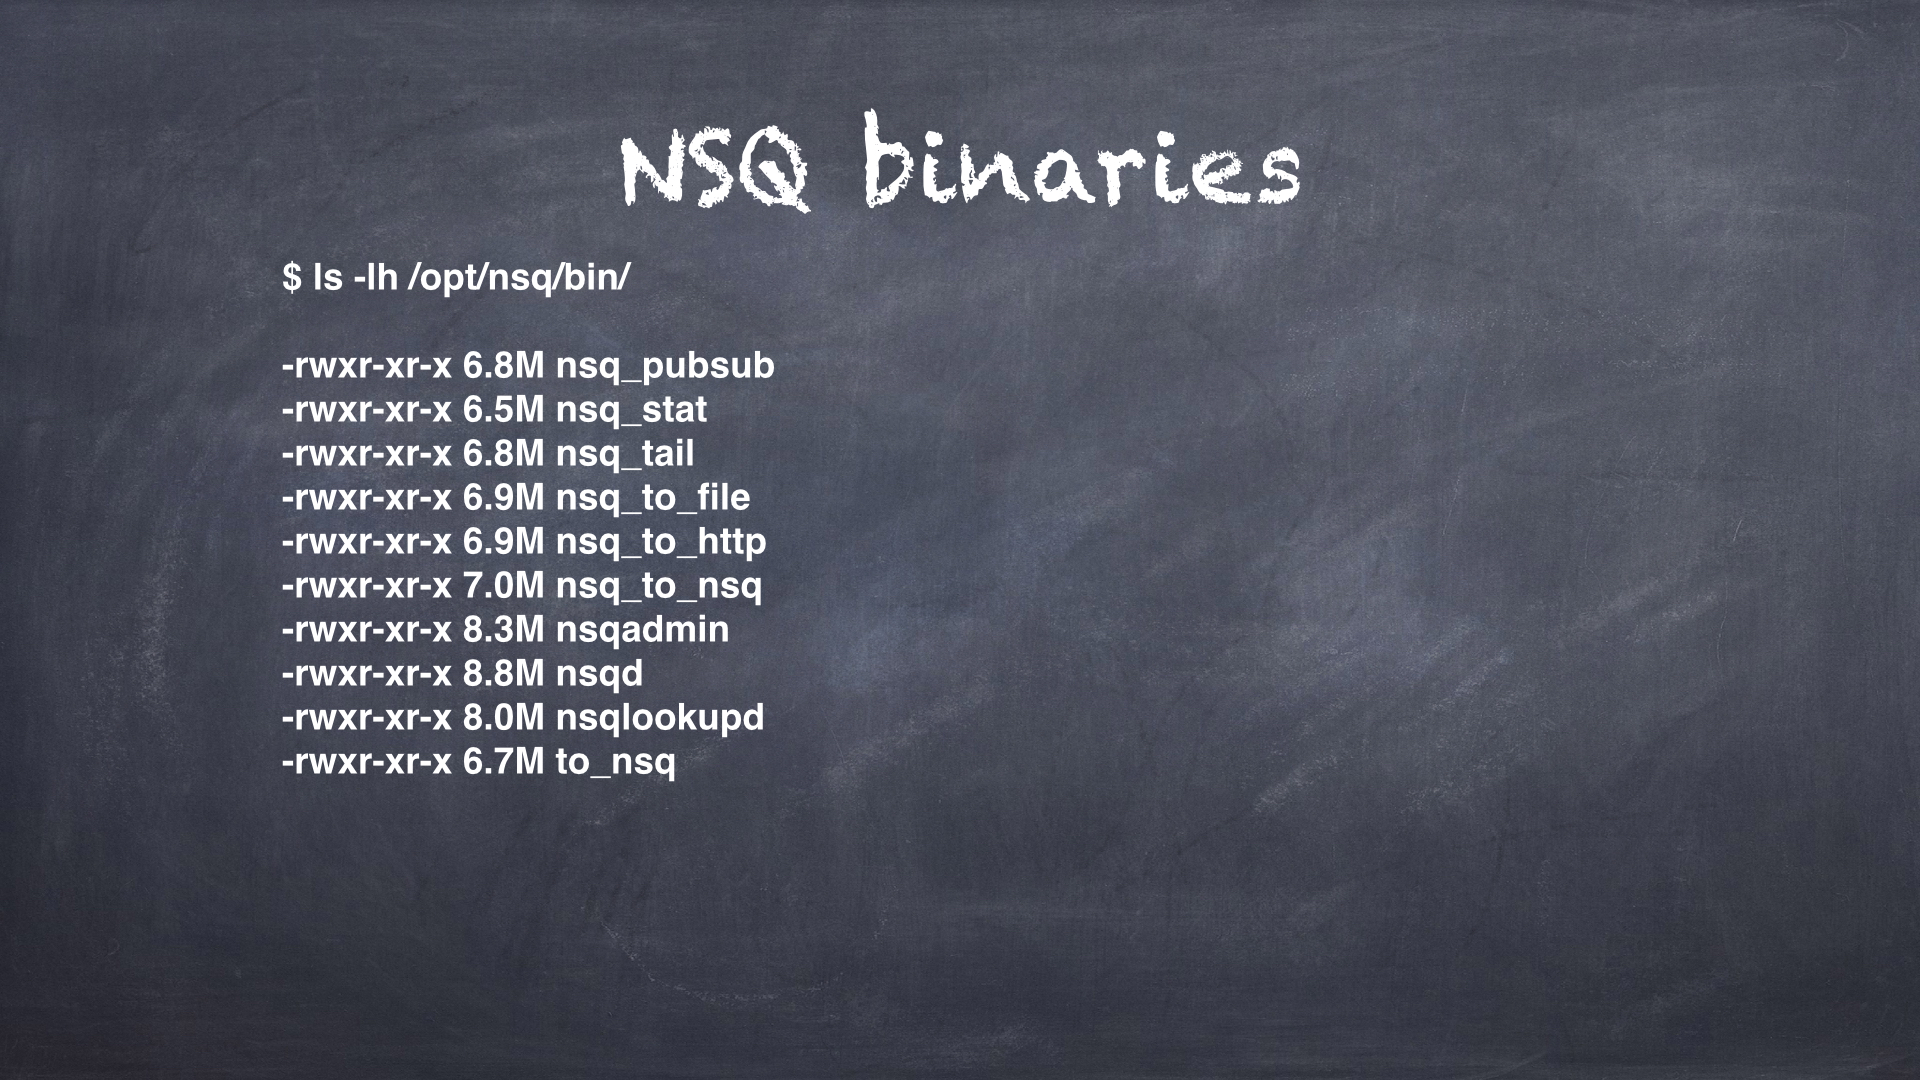 NSQ binaries
$ ls -lh /opt/nsq/bin/
-rwxr-xr-x 6.8M nsq_pubsub
-rwxr-xr-x 6.5M nsq_stat
-rwxr-xr-x 6.8M nsq_tail
-rwxr-xr-x 6.9M nsq_to_file
-rwxr-xr-x 6.9M nsq_to_http
-rwxr-xr-x 7.0M nsq_to_nsq
-rwxr-xr-x 8.3M nsqadmin
-rwxr-xr-x 8.8M nsqd
-rwxr-xr-x 8.0M nsqlookupd
-rwxr-xr-x 6.7M to_nsq